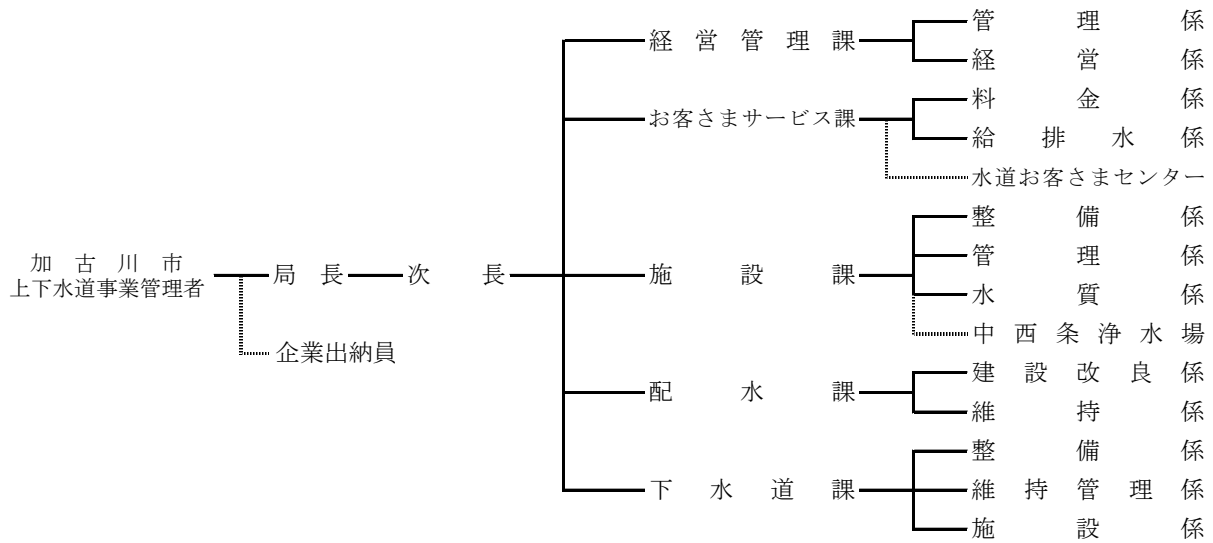 加古川市
上下水道事業管理者
局長
次長
企業出納員
経営管理課
管理係
経営係
お客さまサービス課
料金係
給排水係
水道お客さまセンター
施設課
整備係
管理係
水質係
中西条浄水場
配水課
建設改良係
維持係
下水道課
整備係
維持管理係
施設係